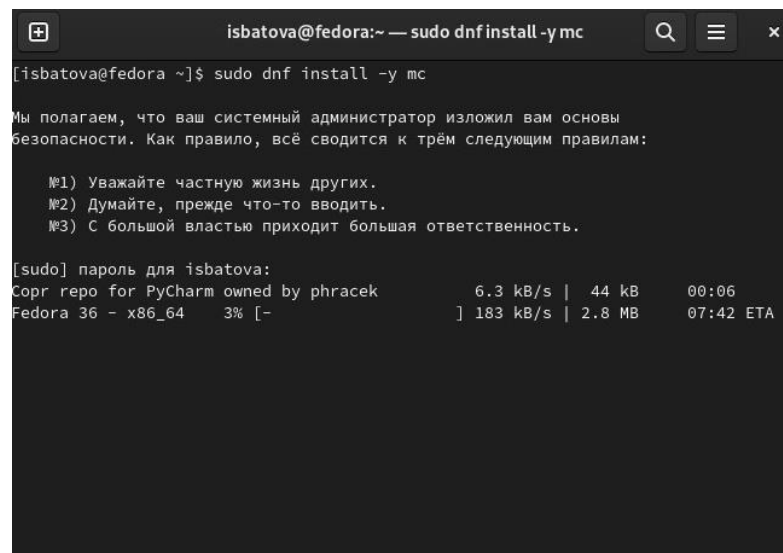 isbatova@fedora:~ — sudo dnf install -y mc
[isbatova@fedora ~]$ sudo dnf install -y mc
Мы полагаем, что ваш системный администратор изложил вам основы
безопасности. Как правило, всё сводится к трём следующим правилам:
№1) Уважайте частную жизнь других.
№2) Думайте, прежде что-то вводить.
№3) С большой властью приходит большая ответственность.
[sudo] пароль для isbatova:
Copr repo for PyCharm owned by phracek 6.3 kB/s | 44 kB 00:06
Fedora 36 - x86_64 3% [- ] 183 kB/s | 2.8 MB 07:42 ETA